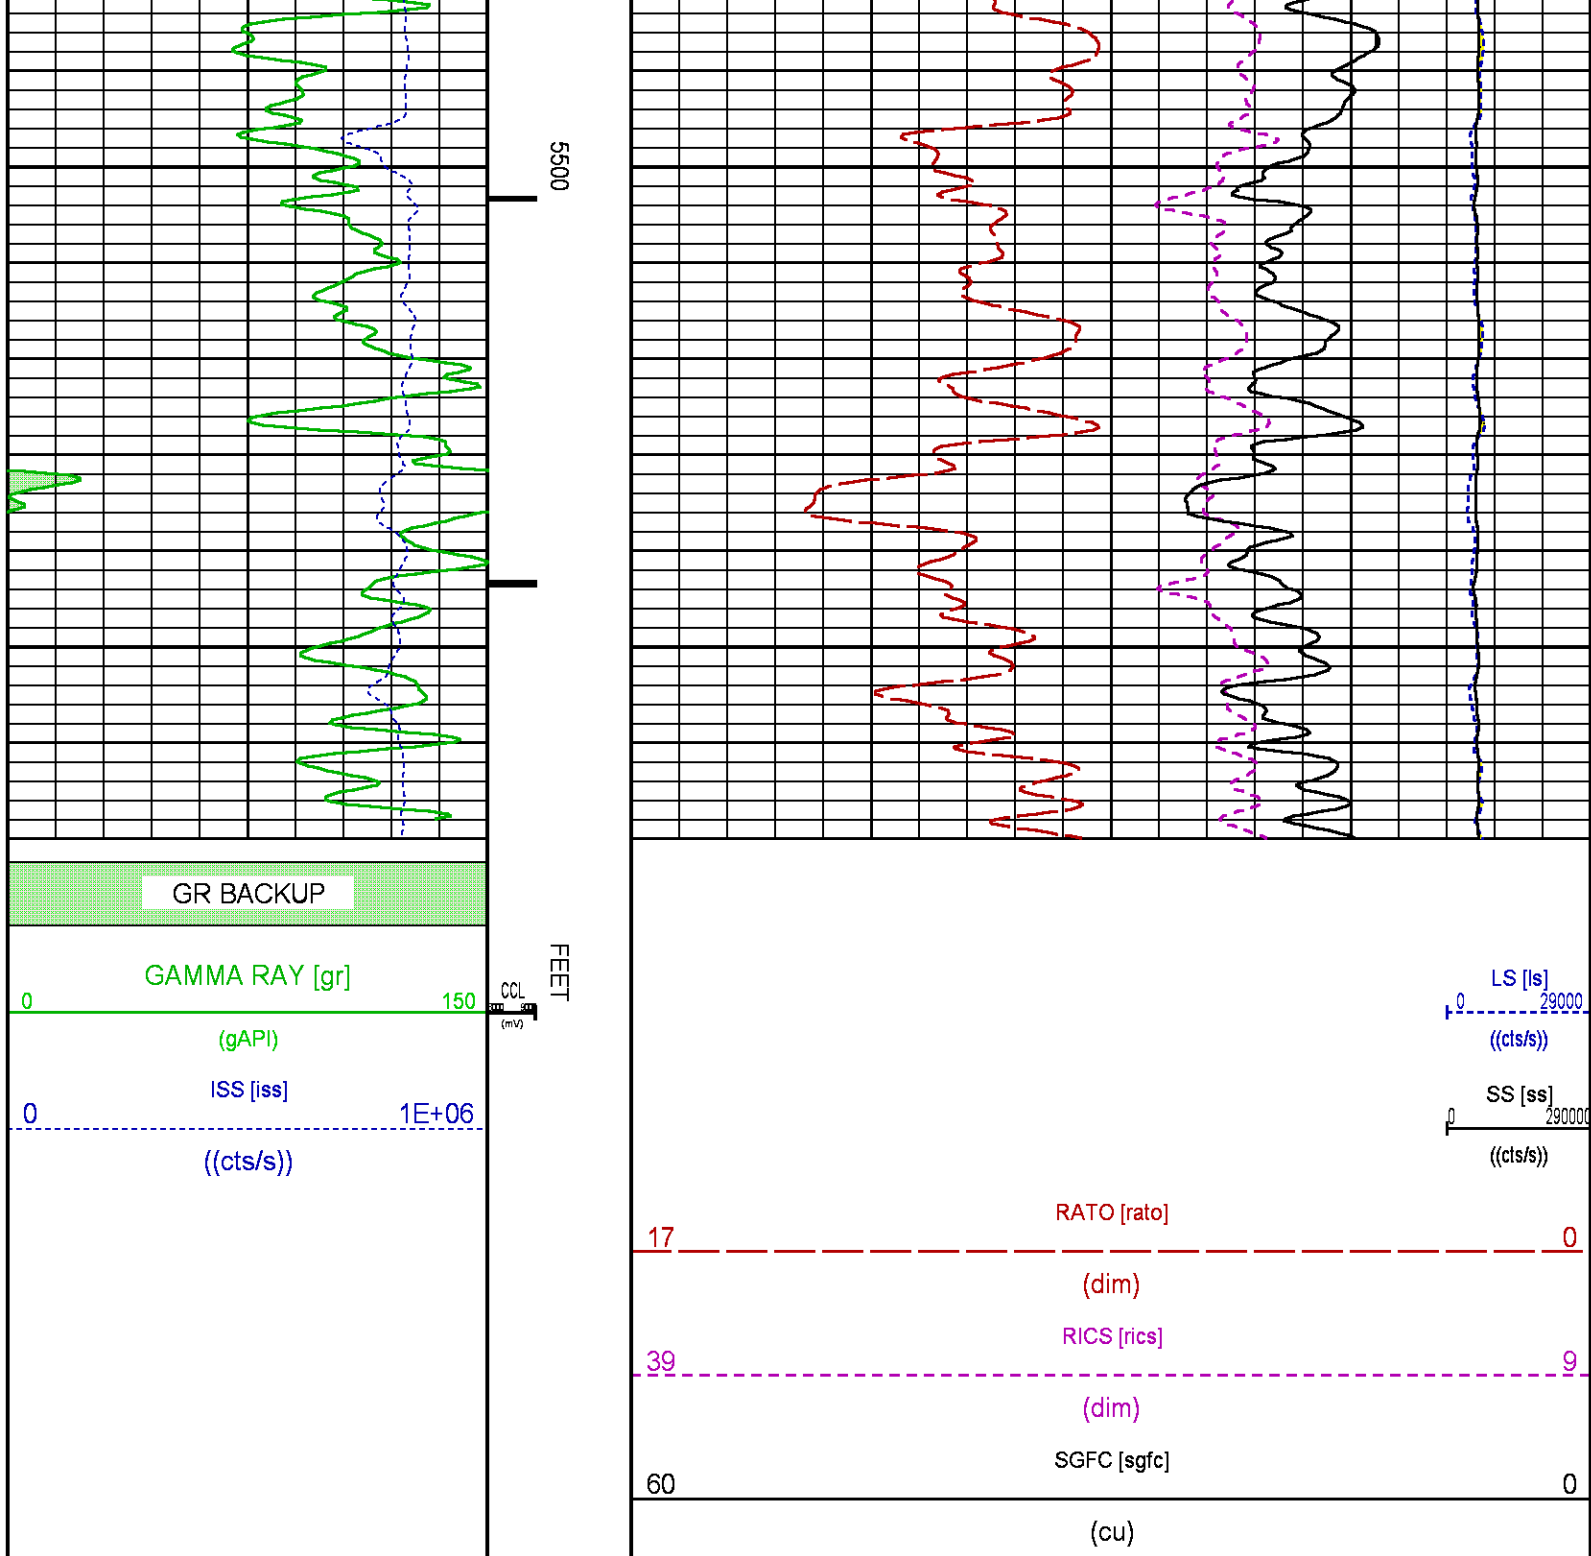 5500
GR BACKUP
FEET
GAMMA RAY [gr]
0 150
(gAPI)
CCL
(mV)
ISS [iss]
0 1E+06
((cts/s))
LS [ls]
0 29000
((cts/s))
SS [ss]
0 290000
((cts/s))
RATO [rato]
17 0
(dim)
RICS [rics]
39 9
(dim)
SGFC [sgfc]
60 0
(cu)